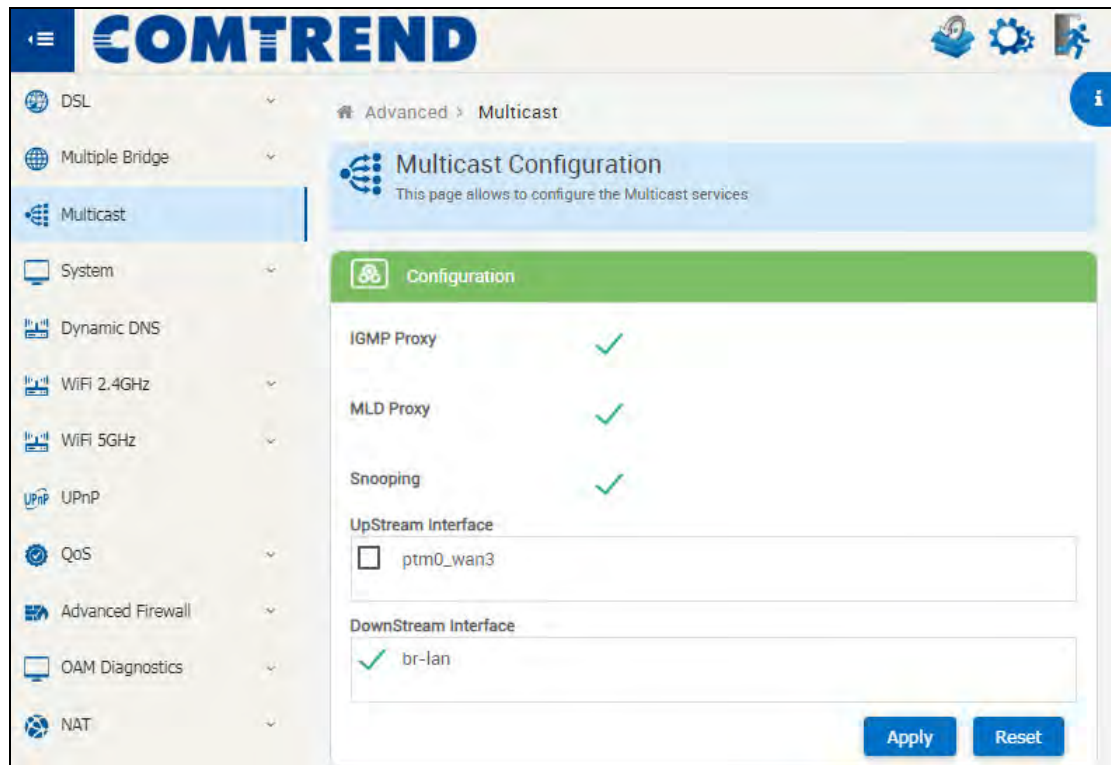 COMTREND
DSL
Multiple Bridge
Multicast
System
Dynamic DNS
WiFi 2.4GHz
WiFi 5GHz
UPnP UPnP
QoS
Advanced Firewall
OAM Diagnostics
NAT
Advanced > Multicast
i
Multicast Configuration
This page allows to configure the Multicast services
Configuration
IGMP Proxy
MLD Proxy
Snooping
UpStream Interface
ptm0_wan3
DownStream Interface
br-lan
Apply Reset